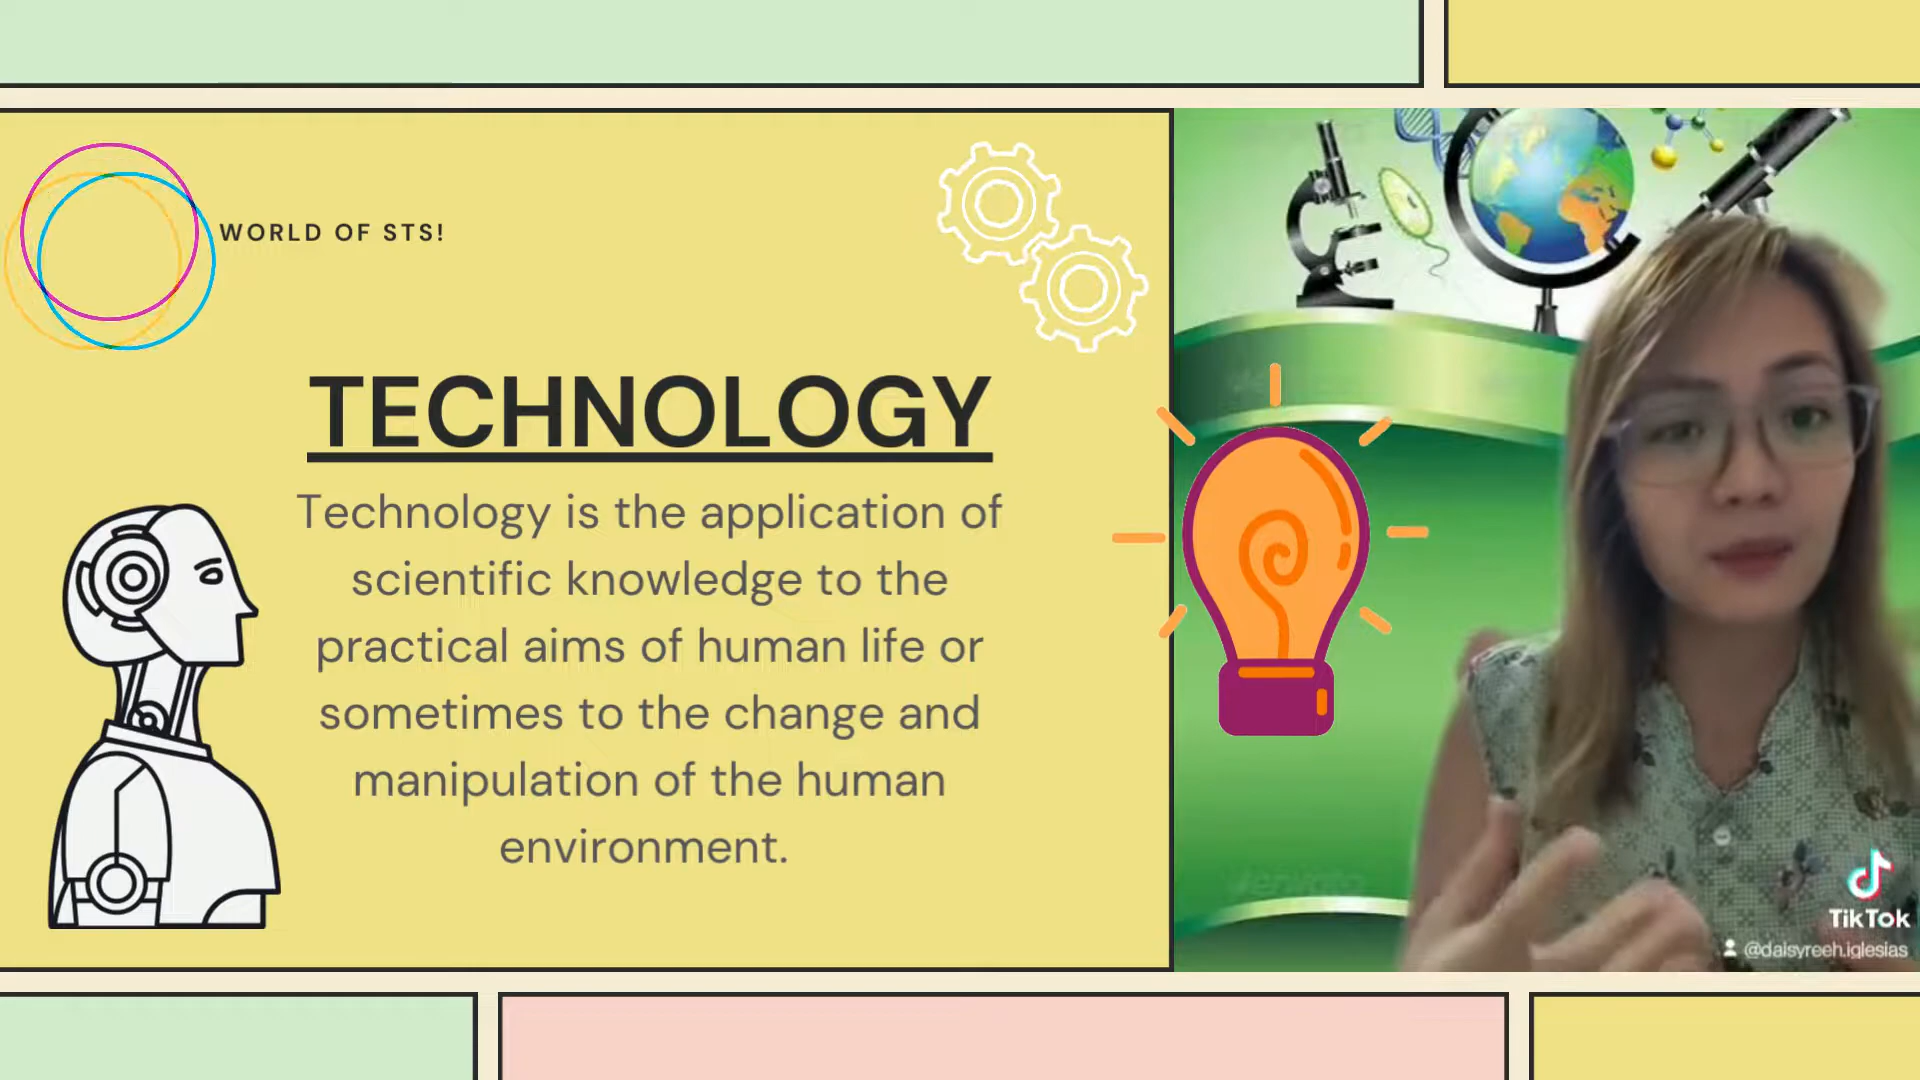 WORLD OF STS!
TECHNOLOGY
Technology is the application of
scientific knowledge to the
practical aims of human life or
sometimes to the change and
manipulation of the human
environment.
TikTok
@daisyreeh.iglesias